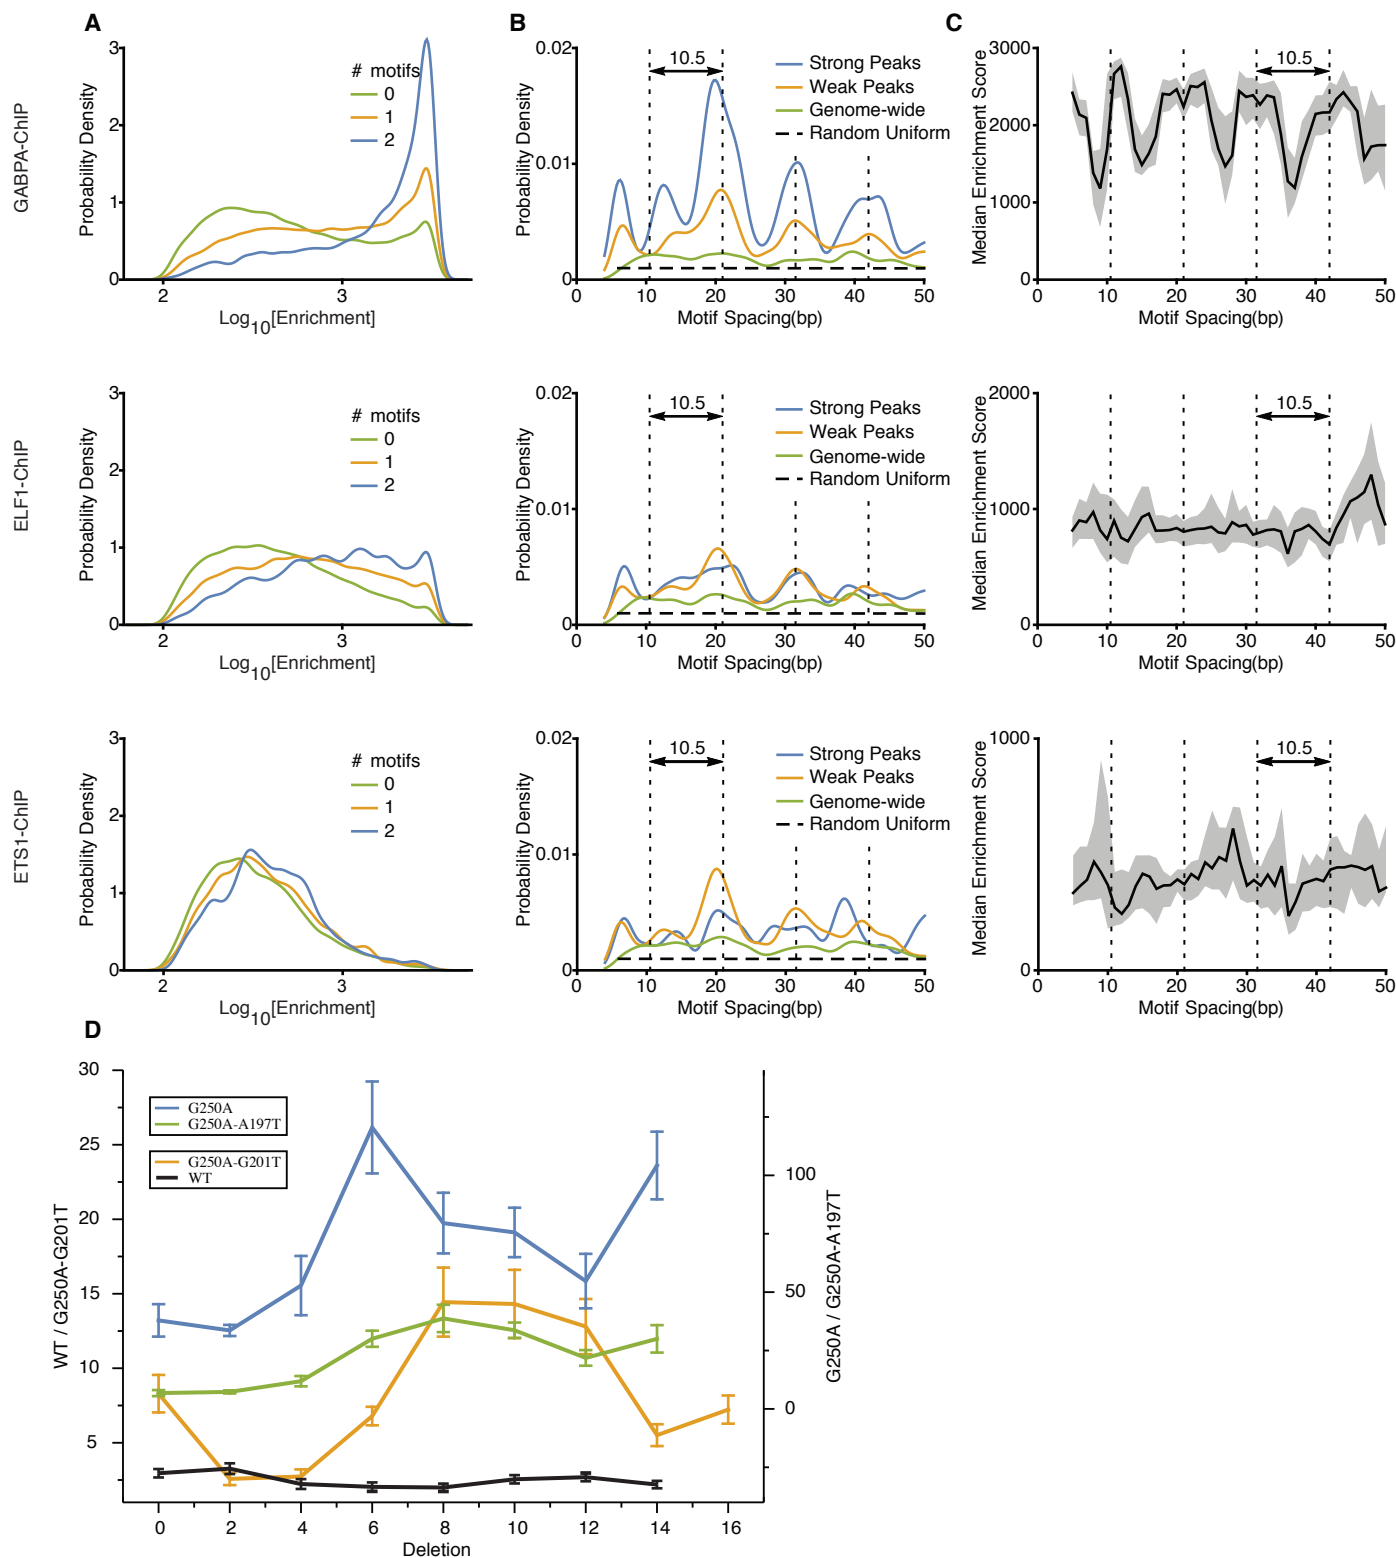 A
B
C
GABPA-ChIP
Probability Density
3
2
1
0
2
3
Log10[Enrichment]
# motifs
0
1
2
Probability Density
0.02
0.01
0
0
10
20
30
40
50
Motif Spacing(bp)
10.5
Strong Peaks
Weak Peaks
Genome-wide
Random Uniform
Median Enrichment Score
3000
2000
1000
0
0
10
20
30
40
50
Motif Spacing(bp)
10.5
ELF1-ChIP
Probability Density
3
2
1
0
2
3
Log10[Enrichment]
# motifs
0
1
2
Probability Density
0.02
0.01
0
0
10
20
30
40
50
Motif Spacing(bp)
10.5
Strong Peaks
Weak Peaks
Genome-wide
Random Uniform
Median Enrichment Score
2000
1000
0
0
10
20
30
40
50
Motif Spacing(bp)
10.5
ETS1-ChIP
Probability Density
3
2
1
0
2
3
Log10[Enrichment]
# motifs
0
1
2
Probability Density
0.02
0.01
0
0
10
20
30
40
50
Motif Spacing(bp)
10.5
Strong Peaks
Weak Peaks
Genome-wide
Random Uniform
Median Enrichment Score
1000
500
0
0
10
20
30
40
50
Motif Spacing(bp)
10.5
D
WT / G250A-G201T
30
25
20
15
10
5
G250A
G250A-A197T
G250A-G201T
WT
100
50
0
G250A / G250A-A197T
0
2
4
6
8
10
12
14
16
Deletion